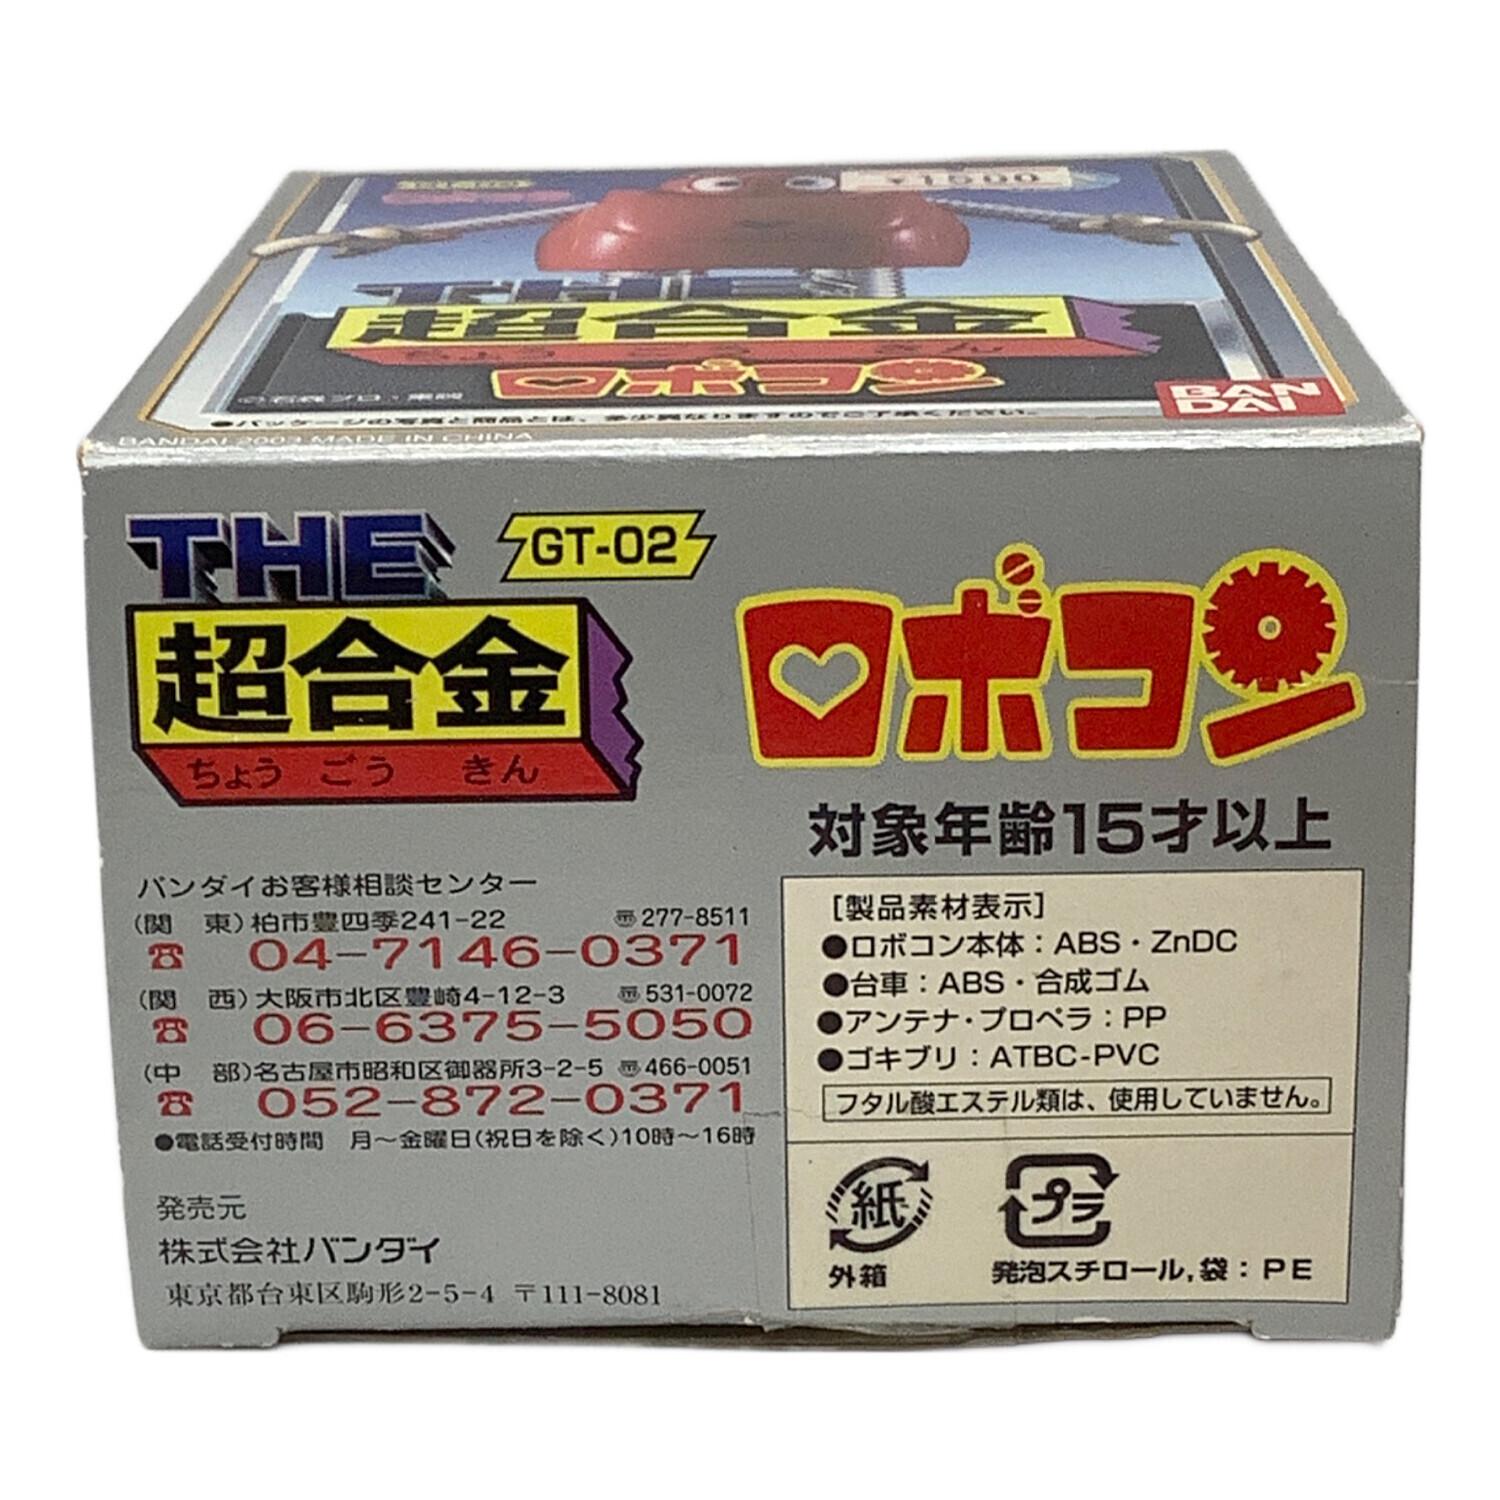 ¥1500
THE
超合金
ちょう ごう きん
ロボコン
©石森プロ・東映
●パッケージの写真と商品とは、多少異なりますのでご了承ください。
BAN
DAI
BANDAI 2003 MADE IN CHINA
THE
GT-02
超合金
ちょう ごう きん
ロボコン
対象年齢15才以上
バンダイお客様相談センター
(関 東)柏市豊四季241-22 〠277-8511
☎ 04-7146-0371
(関 西)大阪市北区豊崎4-12-3 〠531-0072
☎ 06-6375-5050
(中 部)名古屋市昭和区御器所3-2-5 〠466-0051
☎ 052-872-0371
●電話受付時間 月～金曜日(祝日を除く)10時～16時
発売元
株式会社バンダイ
東京都台東区駒形2-5-4 〒111-8081
[製品素材表示]
●ロボコン本体：ABS・ZnDC
●台車：ABS・合成ゴム
●アンテナ・プロペラ：PP
●ゴキブリ：ATBC-PVC
フタル酸エステル類は、使用していません。
紙
外箱
プラ
発泡スチロール,袋：PE